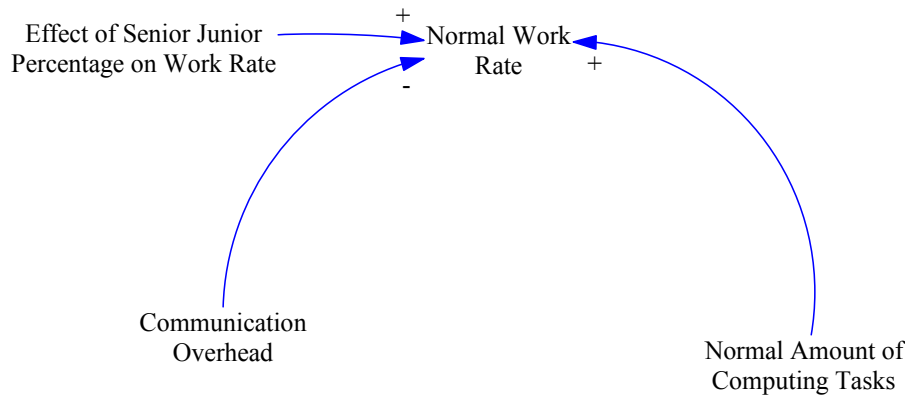 +
Effect of Senior Junior
Percentage on Work Rate
Normal Work
Rate
+
-
Communication
Overhead
Normal Amount of
Computing Tasks